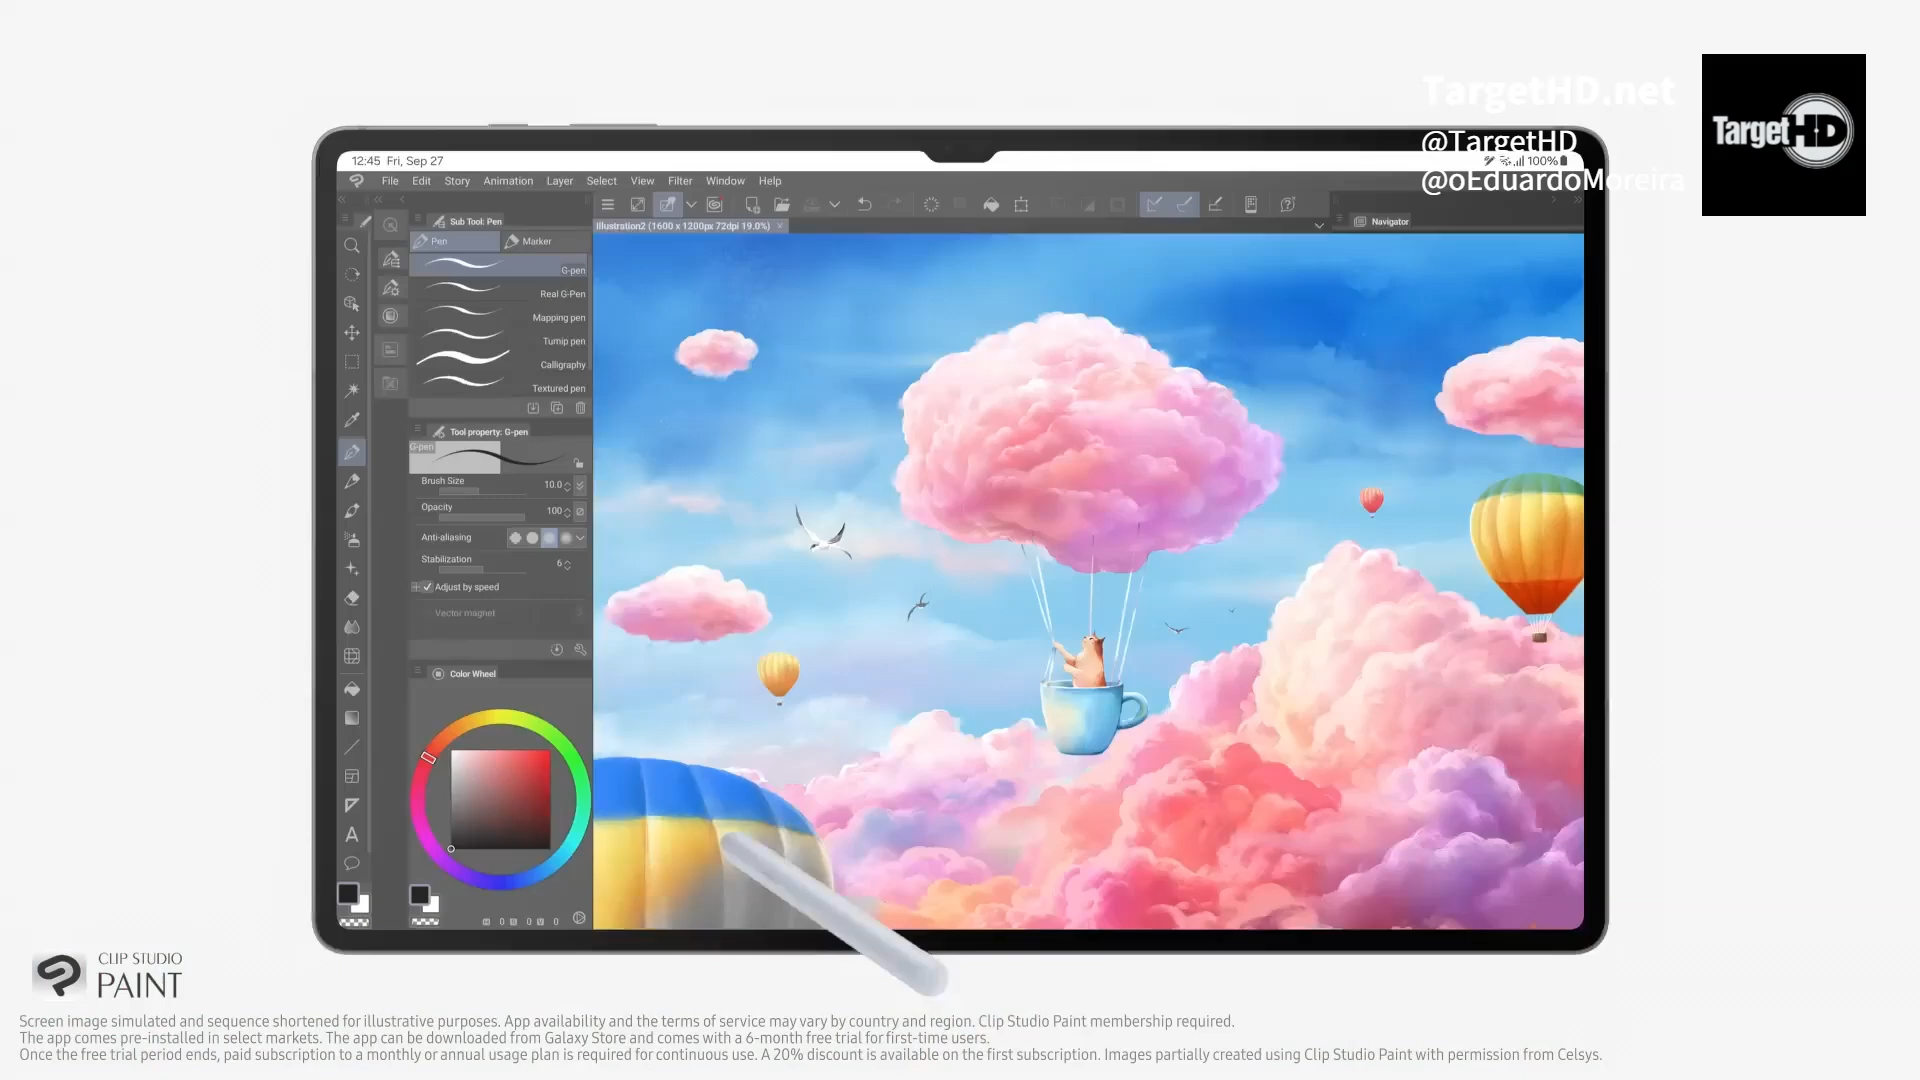 TargetHD.net
@TargetHD
@oEduardoMoreira
Target HD
12:45 Fri, Sep 27
100%
File Edit Story Animation Layer Select View Filter Window Help
Sub Tool: Pen
Illustration2 (1600 x 1200px 72dpi 19.0%)
Navigator
Pen Marker
G-pen
Real G-Pen
Mapping pen
Turnip pen
Calligraphy
Textured pen
Tool property: G-pen
G-pen
Brush Size 10.0
Opacity 100
Anti-aliasing
Stabilization 6
Adjust by speed
Vector magnet
Color Wheel
H 0 S 0 V 0
CLIP STUDIO
PAINT
Screen image simulated and sequence shortened for illustrative purposes. App availability and the terms of service may vary by country and region. Clip Studio Paint membership required.
The app comes pre-installed in select markets. The app can be downloaded from Galaxy Store and comes with a 6-month free trial for first-time users.
Once the free trial period ends, paid subscription to a monthly or annual usage plan is required for continuous use. A 20% discount is available on the first subscription. Images partially created using Clip Studio Paint with permission from Celsys.